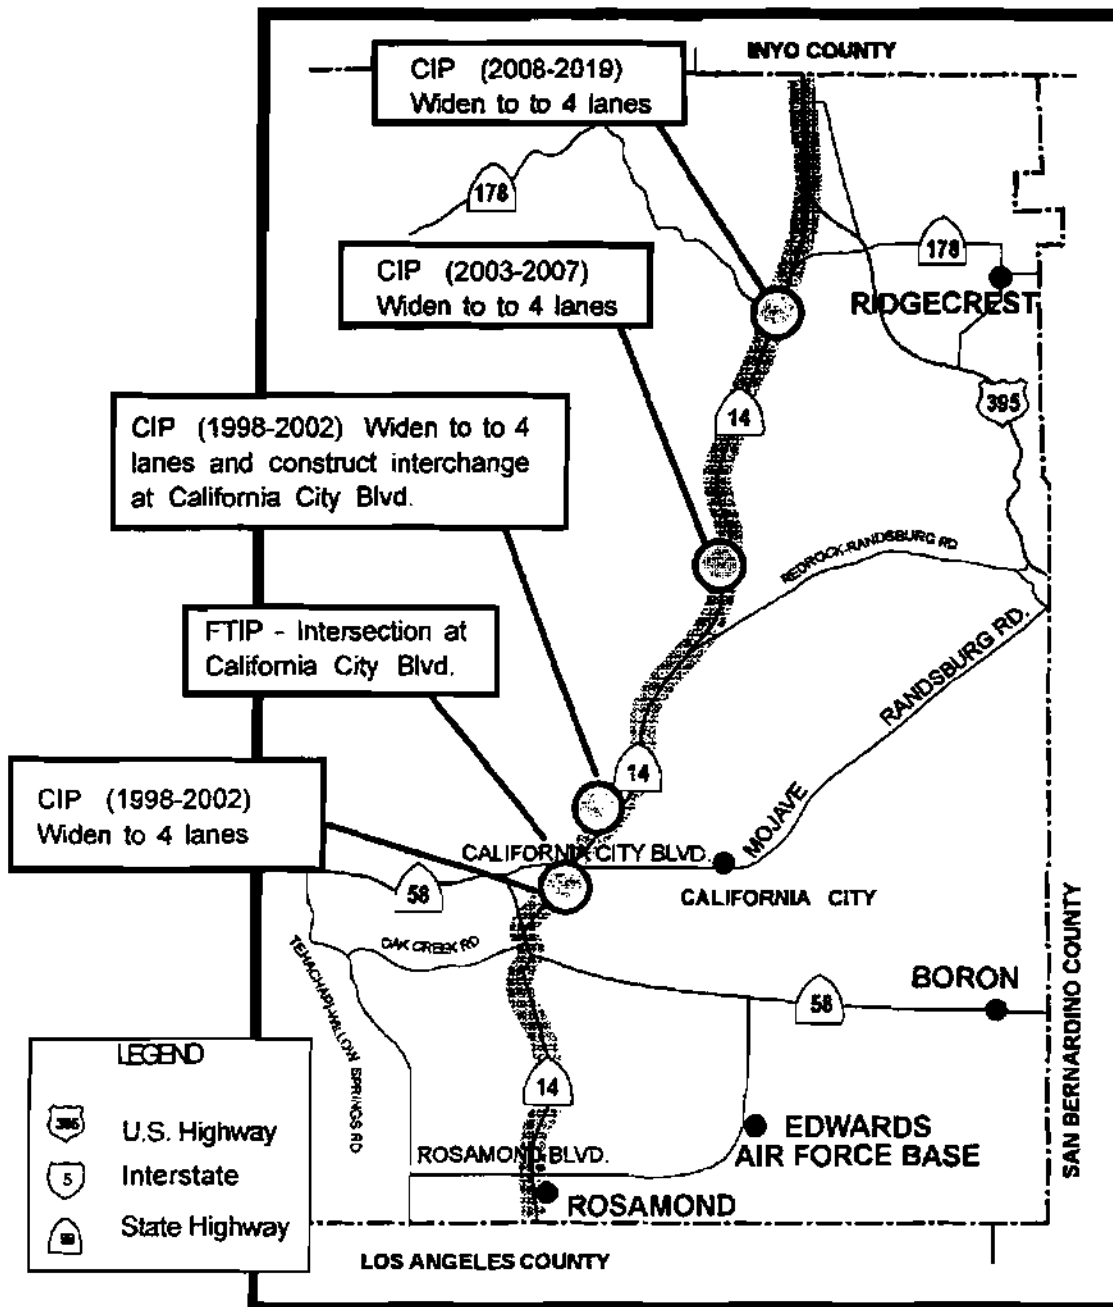 INYO COUNTY
CIP (2008-2019)
Widen to to 4 lanes
178
178
CIP (2003-2007)
Widen to to 4 lanes
RIDGECREST
395
14
CIP (1998-2002) Widen to to 4
lanes and construct interchange
at California City Blvd.
REDROCK-RANDSBURG RD
FTIP - Intersection at
California City Blvd.
RANDSBURG RD.
14
MOJAVE
CIP (1998-2002)
Widen to 4 lanes
CALIFORNIA CITY BLVD.
58
CALIFORNIA CITY
OAK CREEK RD
TEHACHAPI-WILLOW SPRINGS RD
BORON
58
SAN BERNARDINO COUNTY
LEGEND
395
U.S. Highway
5
Interstate
99
State Highway
14
EDWARDS
AIR FORCE BASE
ROSAMOND BLVD.
ROSAMOND
LOS ANGELES COUNTY